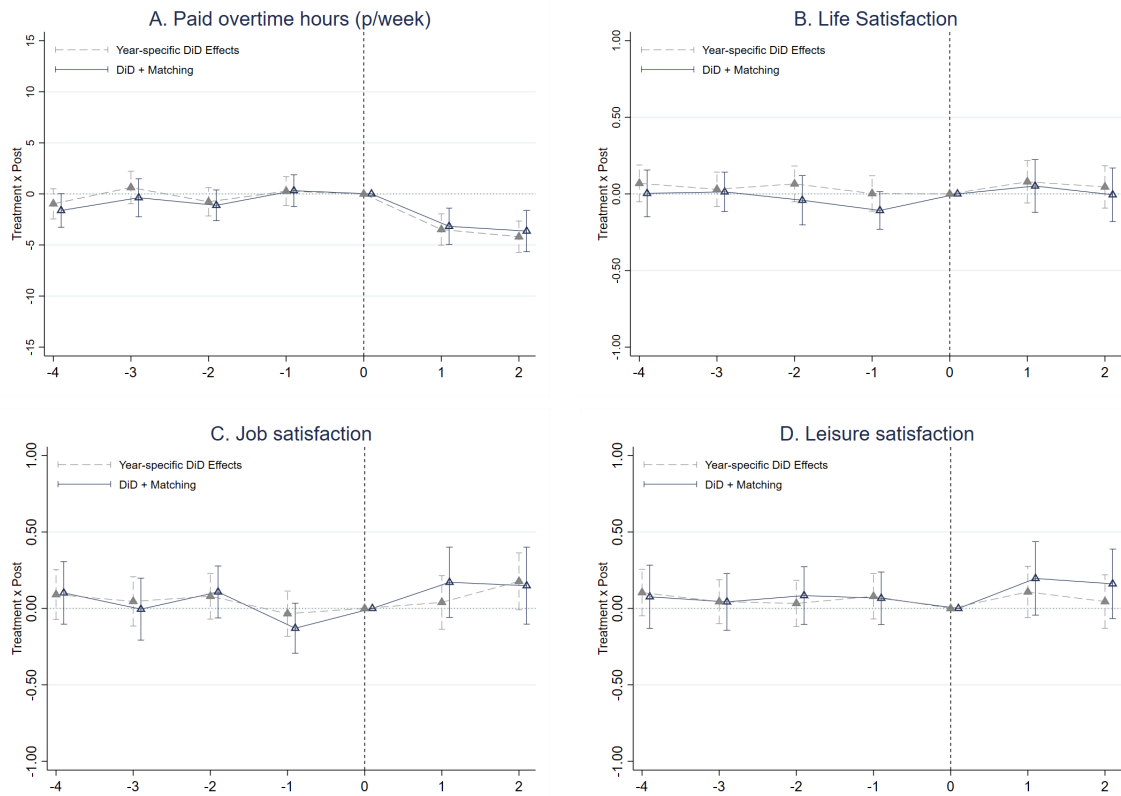 A. Paid overtime hours (p/week)
Year-specific DiD Effects
DiD + Matching
Treatment x Post
15
10
5
0
-5
-10
-15
-4 -3 -2 -1 0 1 2
B. Life Satisfaction
Year-specific DiD Effects
DiD + Matching
Treatment x Post
1.00
0.50
0.00
-0.50
-1.00
-4 -3 -2 -1 0 1 2
C. Job satisfaction
Year-specific DiD Effects
DiD + Matching
Treatment x Post
1.00
0.50
0.00
-0.50
-1.00
-4 -3 -2 -1 0 1 2
D. Leisure satisfaction
Year-specific DiD Effects
DiD + Matching
Treatment x Post
1.00
0.50
0.00
-0.50
-1.00
-4 -3 -2 -1 0 1 2